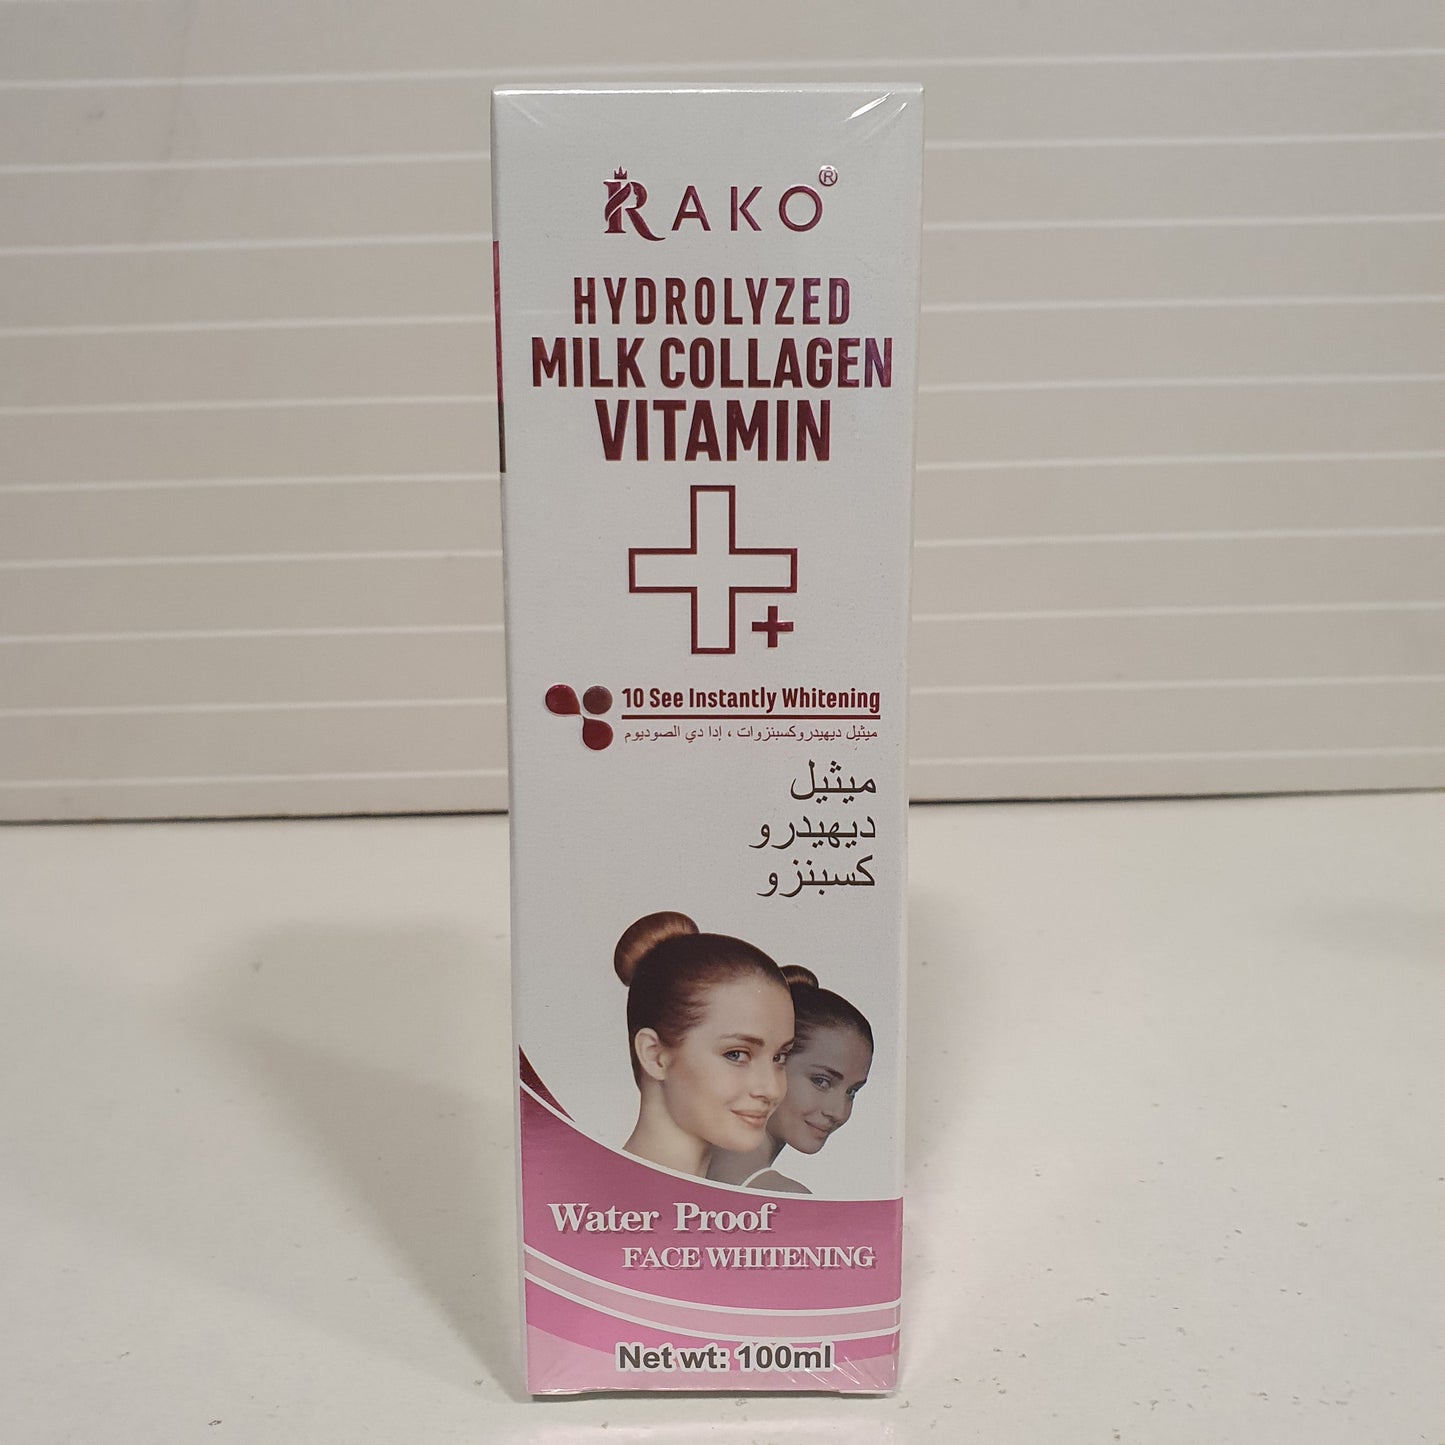 RAKO®
HYDROLYZED
MILK COLLAGEN
VITAMIN
10 See Instantly Whitening
ميثيل ديهيدروكسبنزوات ، إدا دي الصوديوم
ميثيل
ديهيدرو
كسبنزو
Water Proof
FACE WHITENING
Net wt: 100ml